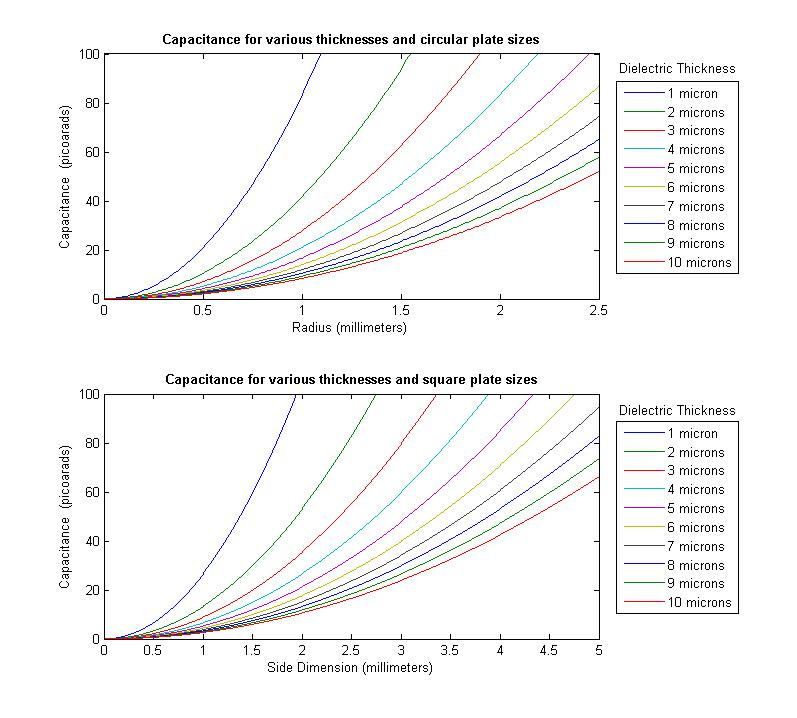 Capacitance for various thicknesses and circular plate sizes
Capacitance (picoarads)
100
80
60
40
20
0
0 0.5 1 1.5 2 2.5
Radius (millimeters)
Dielectric Thickness
1 micron
2 microns
3 microns
4 microns
5 microns
6 microns
7 microns
8 microns
9 microns
10 microns
Capacitance for various thicknesses and square plate sizes
Capacitance (picoarads)
100
80
60
40
20
0
0 0.5 1 1.5 2 2.5 3 3.5 4 4.5 5
Side Dimension (millimeters)
Dielectric Thickness
1 micron
2 microns
3 microns
4 microns
5 microns
6 microns
7 microns
8 microns
9 microns
10 microns